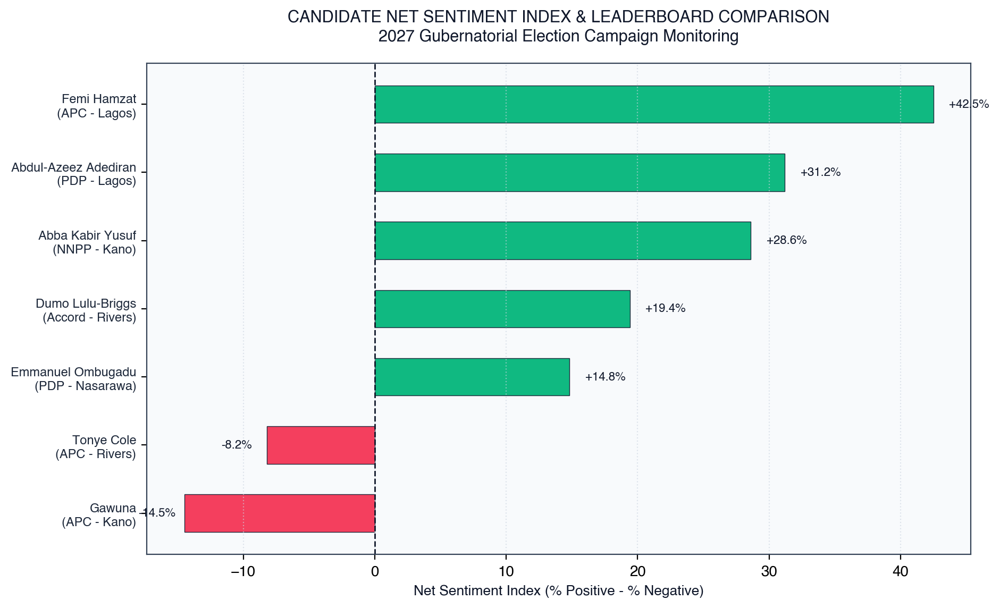 CANDIDATE NET SENTIMENT INDEX & LEADERBOARD COMPARISON
2027 Gubernatorial Election Campaign Monitoring
Femi Hamzat
(APC - Lagos)
+42.5%
Abdul-Azeez Adediran
(PDP - Lagos)
+31.2%
Abba Kabir Yusuf
(NNPP - Kano)
+28.6%
Dumo Lulu-Briggs
(Accord - Rivers)
+19.4%
Emmanuel Ombugadu
(PDP - Nasarawa)
+14.8%
Tonye Cole
(APC - Rivers)
-8.2%
Gawuna
(APC - Kano)
-14.5%
−10 0 10 20 30 40
Net Sentiment Index (% Positive - % Negative)